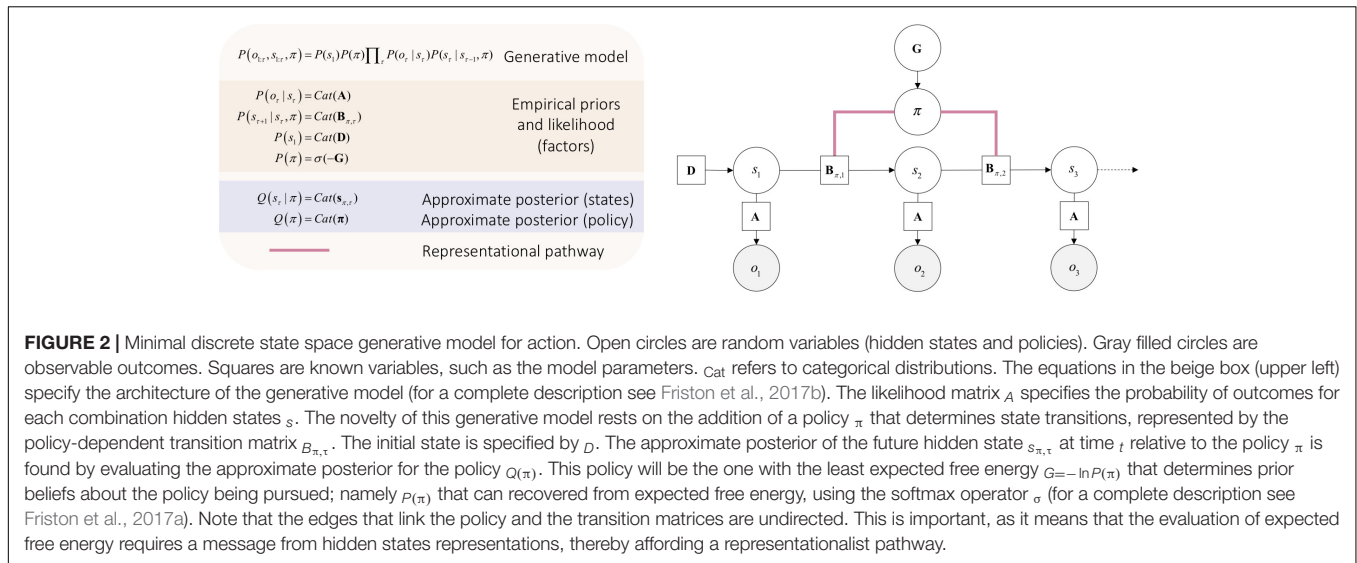 P(o₁:τ, s₁:τ, π) = P(s₁)P(π)∏τ P(oτ | sτ)P(sτ | sτ−1, π) Generative model
P(oτ | sτ) = Cat(A)
P(sτ+1 | sτ, π) = Cat(Bπ,τ)
P(s₁) = Cat(D)
P(π) = σ(−G)
Empirical priors
and likelihood
(factors)
Q(sτ | π) = Cat(sπ,τ) Approximate posterior (states)
Q(π) = Cat(π) Approximate posterior (policy)
Representational pathway
G
π
D s₁ Bπ,1 s₂ Bπ,2 s₃
A A A
o₁ o₂ o₃
FIGURE 2 | Minimal discrete state space generative model for action. Open circles are random variables (hidden states and policies). Gray filled circles are
observable outcomes. Squares are known variables, such as the model parameters. Cat refers to categorical distributions. The equations in the beige box (upper left)
specify the architecture of the generative model (for a complete description see Friston et al., 2017b). The likelihood matrix A specifies the probability of outcomes for
each combination hidden states s. The novelty of this generative model rests on the addition of a policy π that determines state transitions, represented by the
policy-dependent transition matrix Bπ,τ. The initial state is specified by D. The approximate posterior of the future hidden state sπ,τ at time t relative to the policy π is
found by evaluating the approximate posterior for the policy Q(π). This policy will be the one with the least expected free energy G=−ln P(π) that determines prior
beliefs about the policy being pursued; namely P(π) that can recovered from expected free energy, using the softmax operator σ (for a complete description see
Friston et al., 2017a). Note that the edges that link the policy and the transition matrices are undirected. This is important, as it means that the evaluation of expected
free energy requires a message from hidden states representations, thereby affording a representationalist pathway.